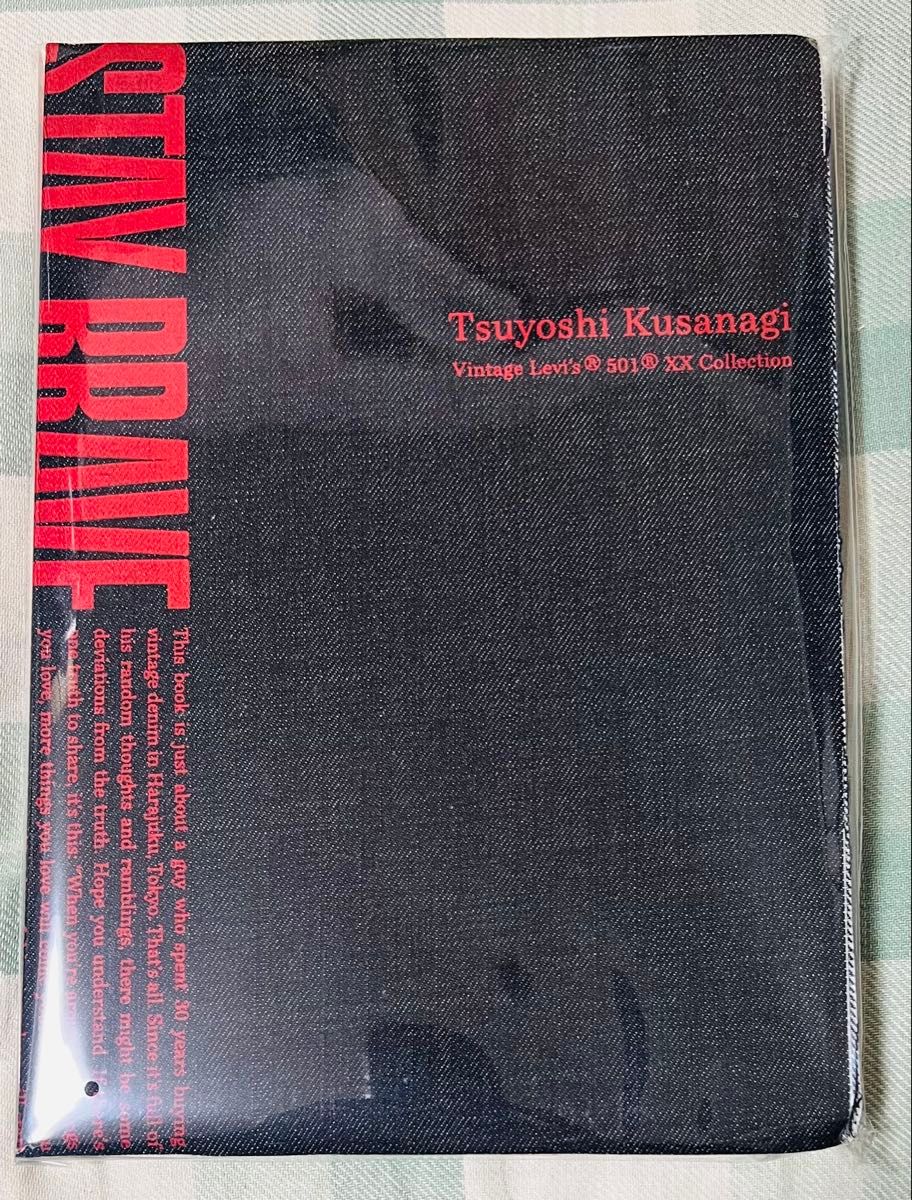 STAY BRAVE
Tsuyoshi Kusanagi
Vintage Levi's® 501® XX Collection
This book is just about a guy who spent 30 years buying
vintage denim in Harajuku, Tokyo. That's all. Since it's full of
his random thoughts and ramblings, there might be some
deviations from the truth. Hope you understand.
truth to share, it's this: "When you're
you love, more things you love will